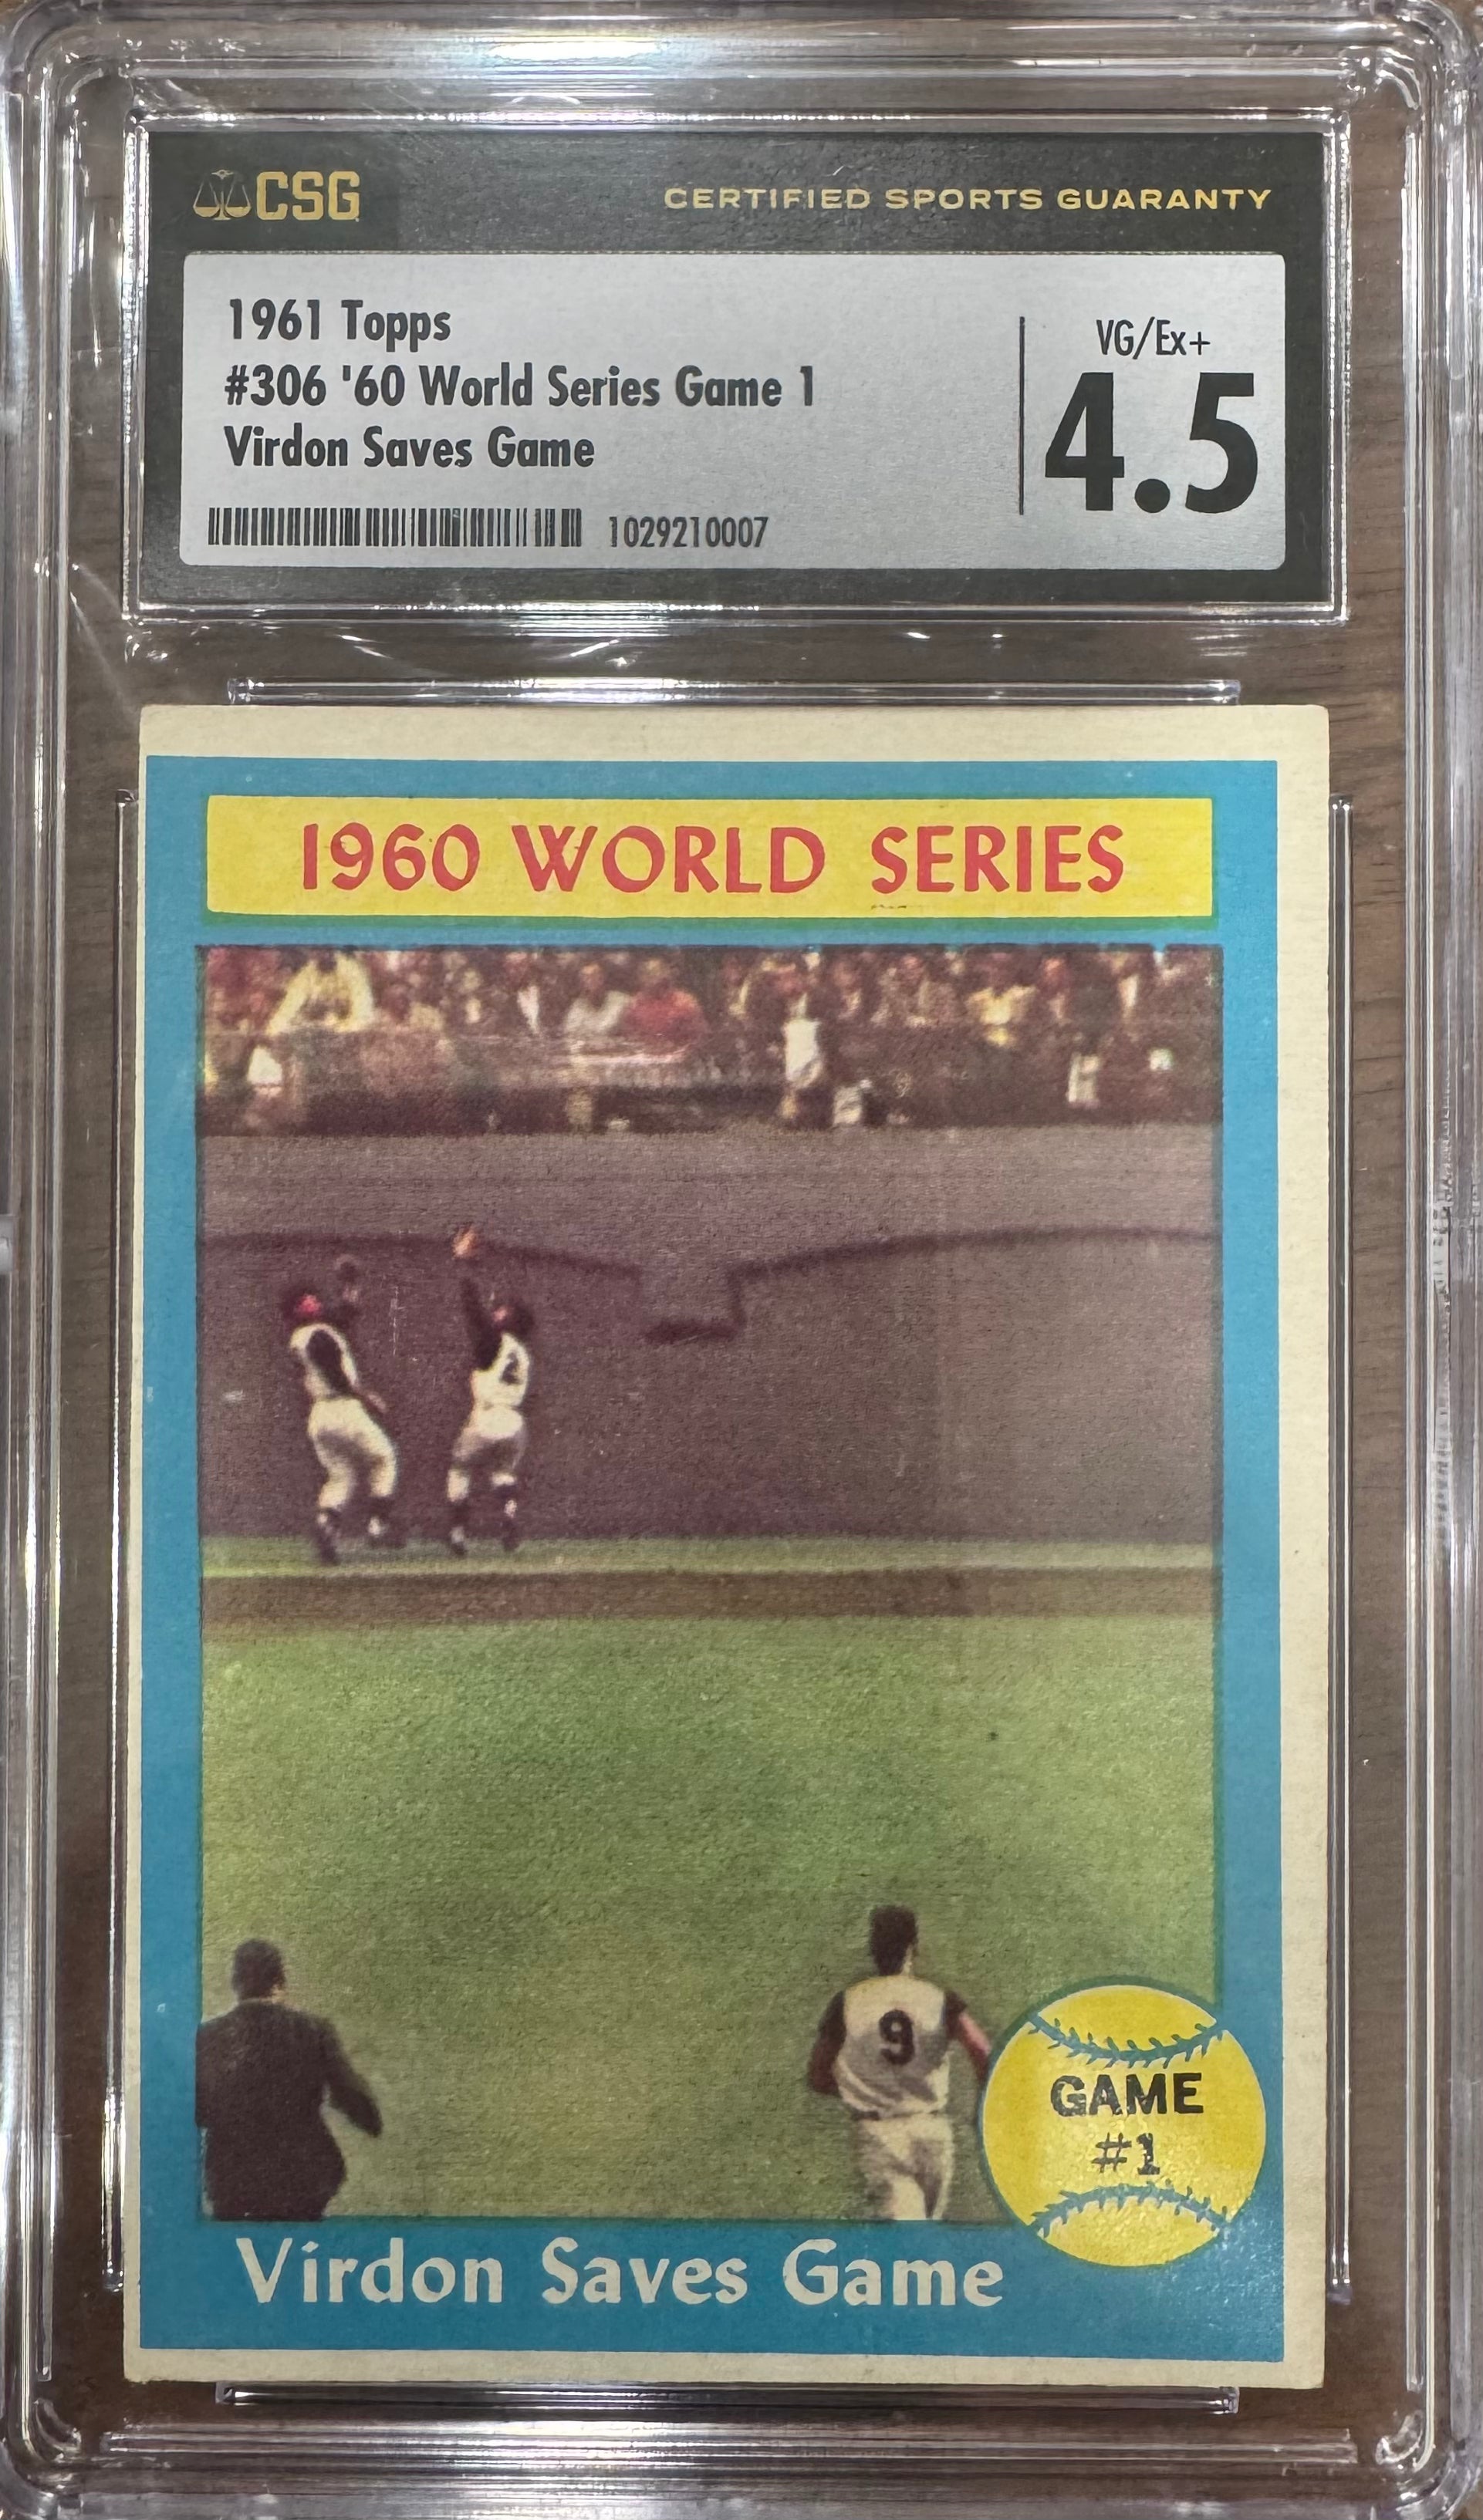 CSG
CERTIFIED SPORTS GUARANTY
1961 Topps
#306 '60 World Series Game 1
Virdon Saves Game
1029210007
VG/Ex+
4.5
1960 WORLD SERIES
9
GAME
#1
Virdon Saves Game